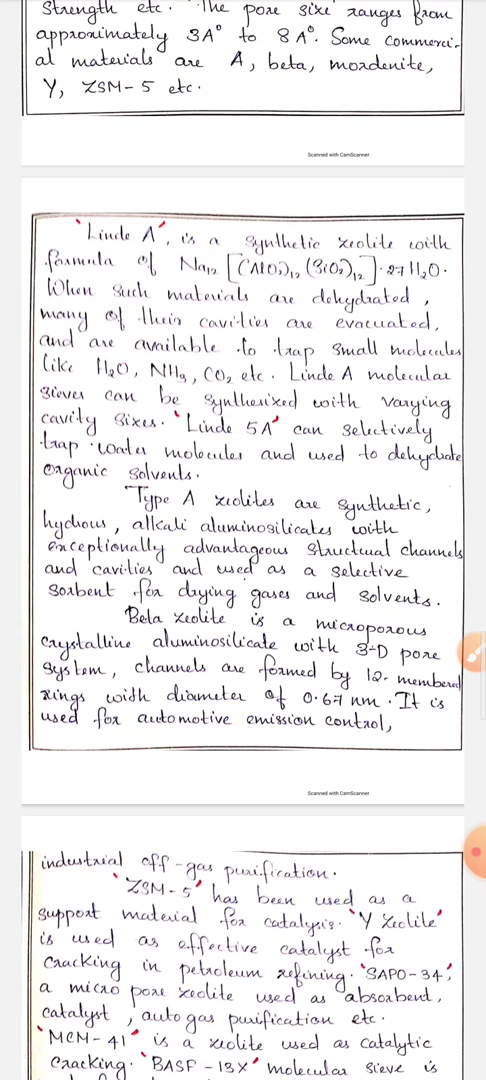 Strength etc. The pore size ranges from
approximately 3A° to 8A°. Some commerci-
al materials are A, beta, mordenite,
Y, ZSM-5 etc.
Scanned with CamScanner
'Linde A', is a synthetic zeolite with
formula of Na12 [(AlO2)12 (SiO2)12]·27H2O.
When such materials are dehydrated,
many of their cavities are evacuated,
and are available to trap small molecules
like H2O, NH3, CO2 etc. Linde A molecular
sieves can be synthesized with varying
cavity sizes. 'Linde 5A' can selectively
trap water molecules and used to dehydrate
organic solvents.
Type A zeolites are synthetic,
hydrous, alkali aluminosilicates with
exceptionally advantageous structual channels
and cavities and used as a selective
sorbent for drying gases and solvents.
Beta zeolite is a microporous
crystalline aluminosilicate with 3-D pore
system, channels are formed by 12-membered
rings with diameter of 0.67 nm. It is
used for automotive emission control,
Scanned with CamScanner
industrial off-gas purification.
'ZSM-5' has been used as a
support material for catalysis. 'Y Zeolite'
is used as effective catalyst for
cracking in petroleum refining. 'SAPO-34',
a micro pore zeolite used as absorbent,
catalyst, auto gas purification etc.
'MCM-41' is a zeolite used as catalytic
cracking. 'BASF-13X' molecular sieve is